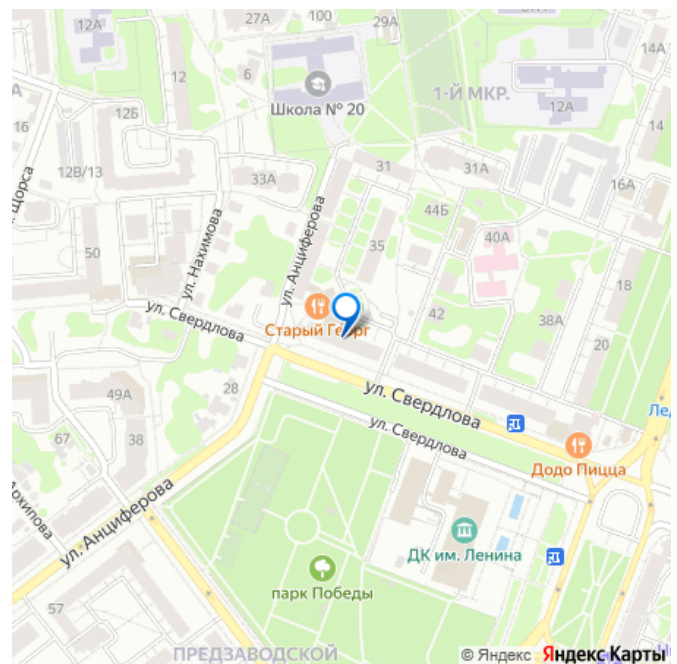 27А
100
29А
12
6
Школа № 20
1-Й МКР.
14А
12А
16
12Б
14
12В/13
33А
31
31А
16А
ул. Щорса
ул. Нахимова
ул. Анциферова
44Б
50
35
40А
18
ул. Свердлова
Старый Георг
42
38А
20
49А
28
ул. Свердлова
ул. Свердлова
67
38
Додо Пицца
ул. Анциферова
ДК им. Ленина
57
парк Победы
ПРЕДЗАВОДСКОЙ
© Яндекс Яндекс Карты